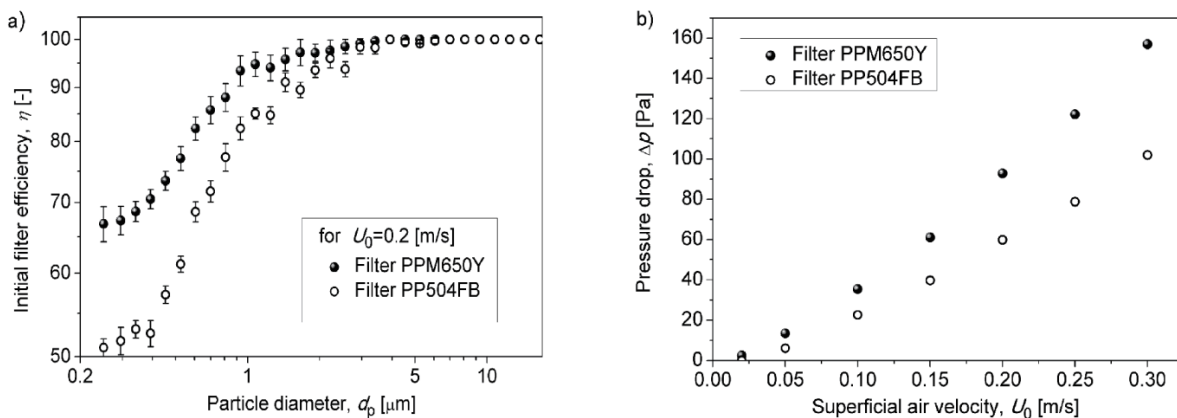 a)
Initial filter efficiency, η [-]
100
90
80
70
60
50
for U₀=0.2 [m/s]
Filter PPM650Y
Filter PP504FB
0.2 1 5 10
Particle diameter, dₚ [µm]
b)
Pressure drop, Δp [Pa]
160
140
120
100
80
60
40
20
0
Filter PPM650Y
Filter PP504FB
0.00 0.05 0.10 0.15 0.20 0.25 0.30
Superficial air velocity, U₀ [m/s]